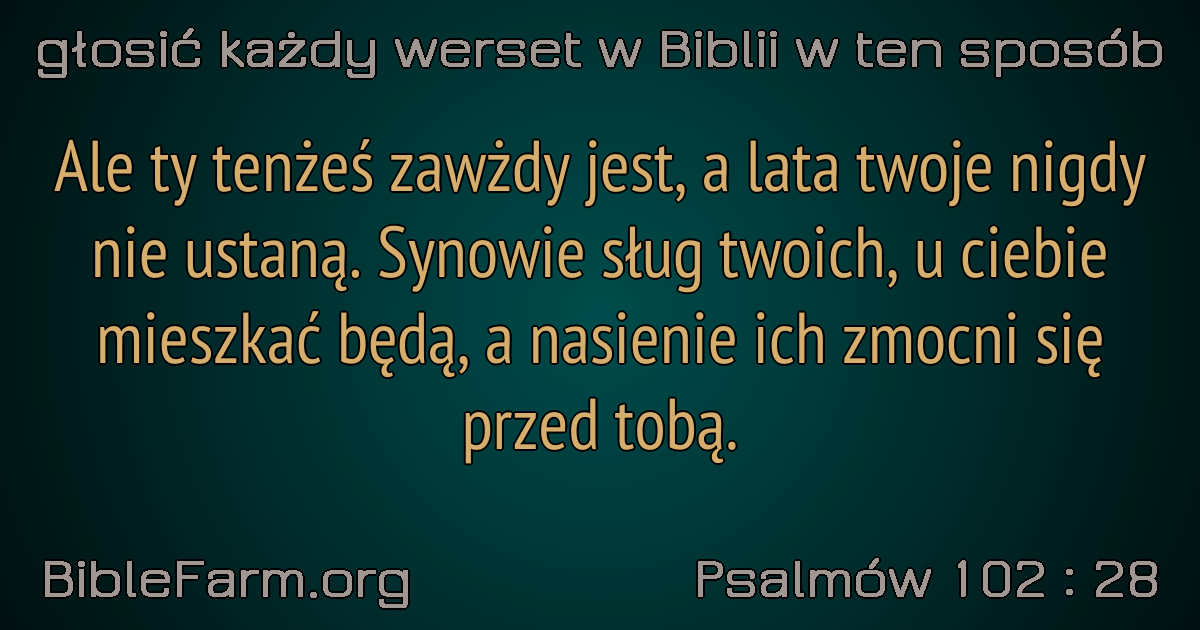 głosić każdy werset w Biblii w ten sposób
Ale ty tenżeś zawżdy jest, a lata twoje nigdy
nie ustaną. Synowie sług twoich, u ciebie
mieszkać będą, a nasienie ich zmocni się
przed tobą.
BibleFarm.org
Psalmów 102 : 28